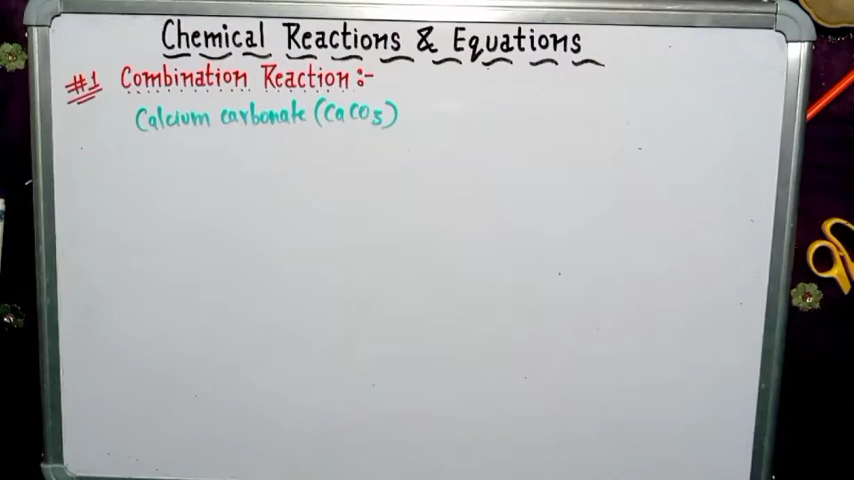 Chemical Reactions & Equations
#1 Combination Reaction :-
Calcium carbonate (CaCO3)